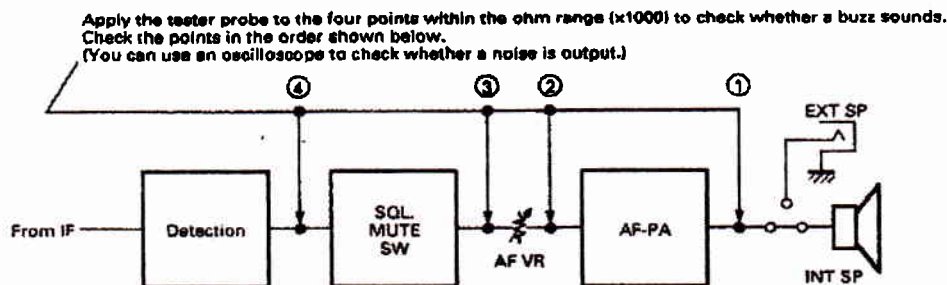 Apply the tester probe to the four points within the ohm range (x1000) to check whether a buzz sounds.
Check the points in the order shown below.
(You can use an oscilloscope to check whether a noise is output.)
④ ③ ② ①
EXT SP
From IF
Detection
SQL.
MUTE
SW
AF VR
AF-PA
INT SP